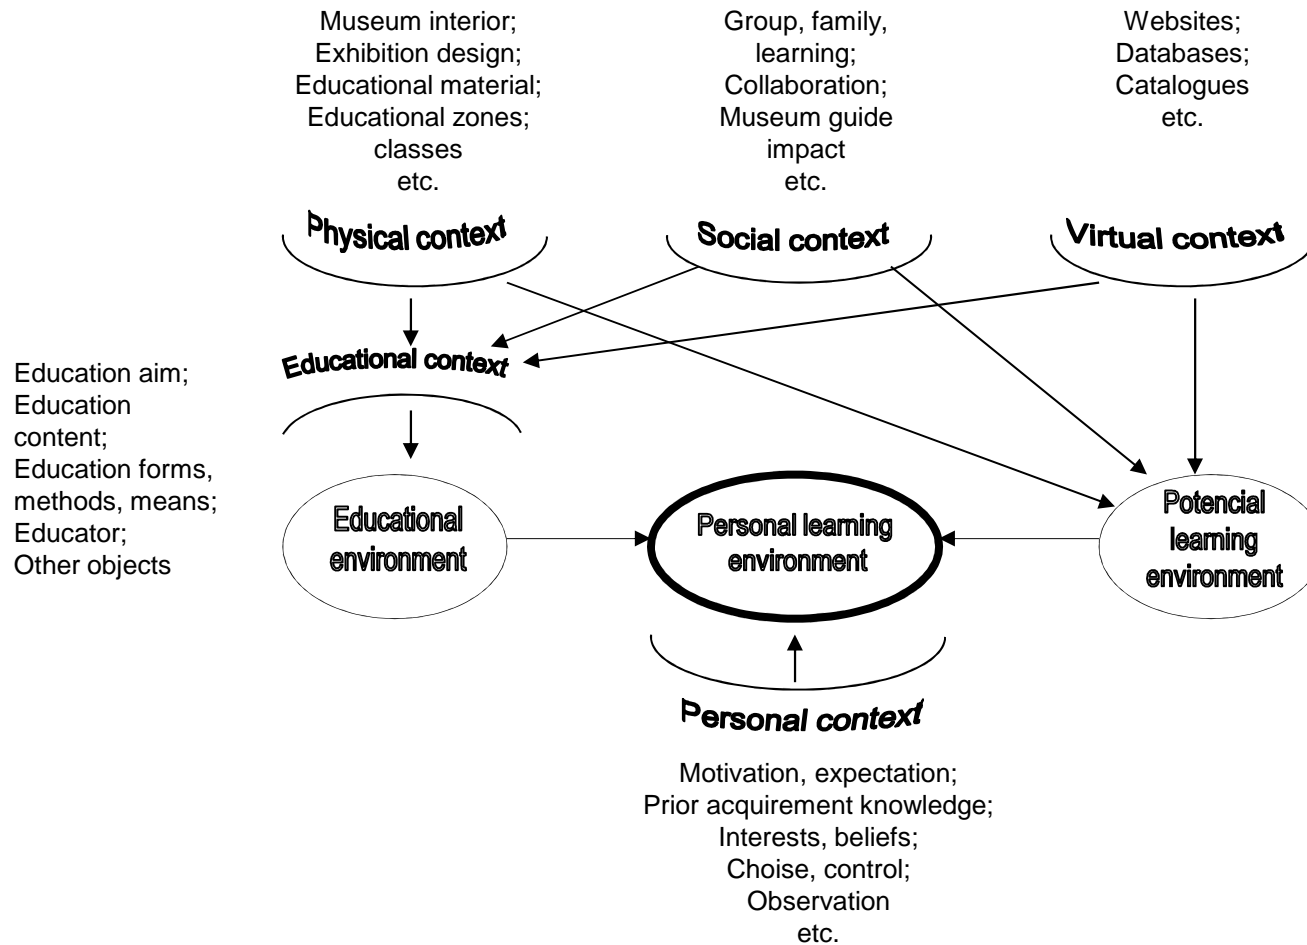 Museum interior;
Exhibition design;
Educational material;
Educational zones;
classes
etc.
Group, family,
learning;
Collaboration;
Museum guide
impact
etc.
Websites;
Databases;
Catalogues
etc.
Physical context
Social context
Virtual context
Educational context
Education aim;
Education
content;
Education forms,
methods, means;
Educator;
Other objects
Educational
environment
Personal learning
environment
Potencial
learning
environment
Personal context
Motivation, expectation;
Prior acquirement knowledge;
Interests, beliefs;
Choise, control;
Observation
etc.